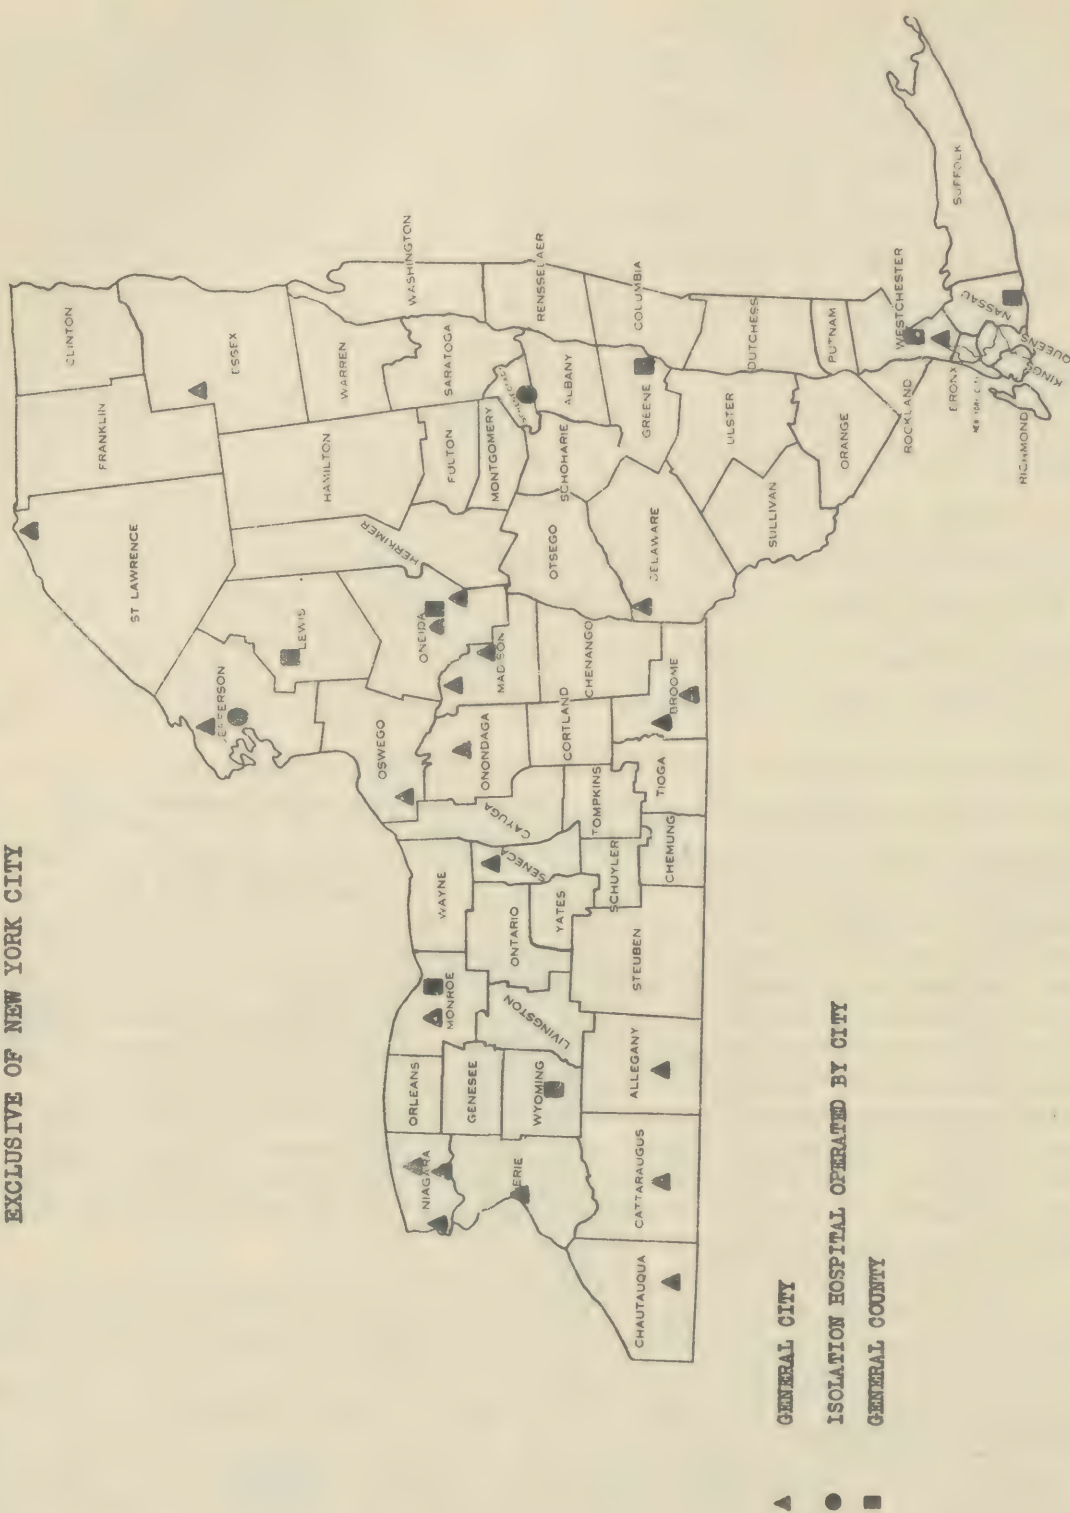 EXCLUSIVE OF NEW YORK CITY
CLINTON
FRANKLIN
ST LAWRENCE
ESSEX
JEFFERSON
LEWIS
HAMILTON
WARREN
WASHINGTON
HERKIMER
ONEIDA
OSWEGO
FULTON
SARATOGA
MONTGOMERY
RENSSELAER
ALBANY
SCHOHARIE
OTSEGO
MADISON
ONONDAGA
CAYUGA
SENECA
WAYNE
MONROE
ORLEANS
NIAGARA
GENESEE
ERIE
WYOMING
LIVINGSTON
ONTARIO
YATES
SCHUYLER
TOMPKINS
CORTLAND
CHENANGO
DELAWARE
GREENE
COLUMBIA
CHAUTAUQUA
CATTARAUGUS
ALLEGANY
STEUBEN
CHEMUNG
TIOGA
BROOME
ULSTER
DUTCHESS
SULLIVAN
ORANGE
PUTNAM
ROCKLAND
WESTCHESTER
BRONX
NEW YORK
RICHMOND
KINGS
QUEENS
NASSAU
SUFFOLK
GENERAL CITY
ISOLATION HOSPITAL OPERATED BY CITY
GENERAL COUNTY